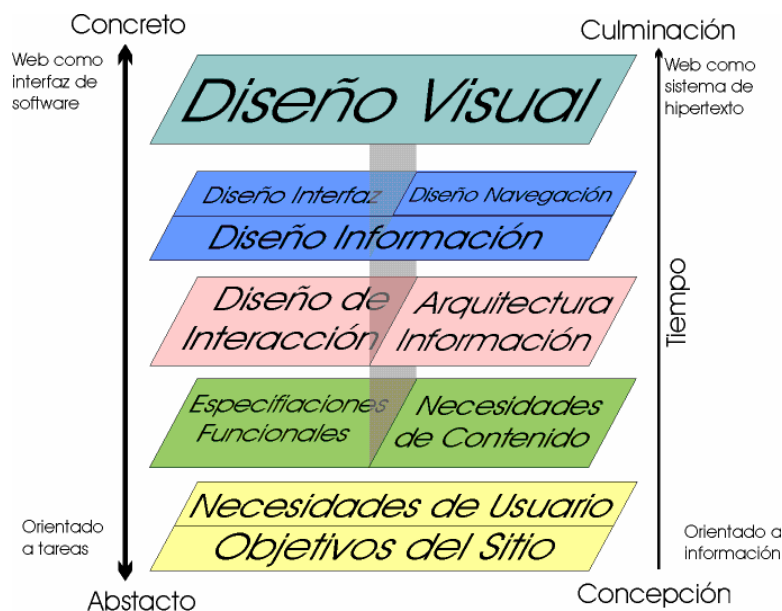 Concreto
Culminación
Web como
interfaz de
software
Web como
sistema de
hipertexto
Diseño Visual
Diseño Interfaz
Diseño Navegación
Diseño Información
Diseño de
Interacción
Arquitectura
Información
Tiempo
Especifiaciones
Funcionales
Necesidades
de Contenido
Necesidades de Usuario
Objetivos del Sitio
Orientado
a tareas
Orientado a
información
Abstacto
Concepción